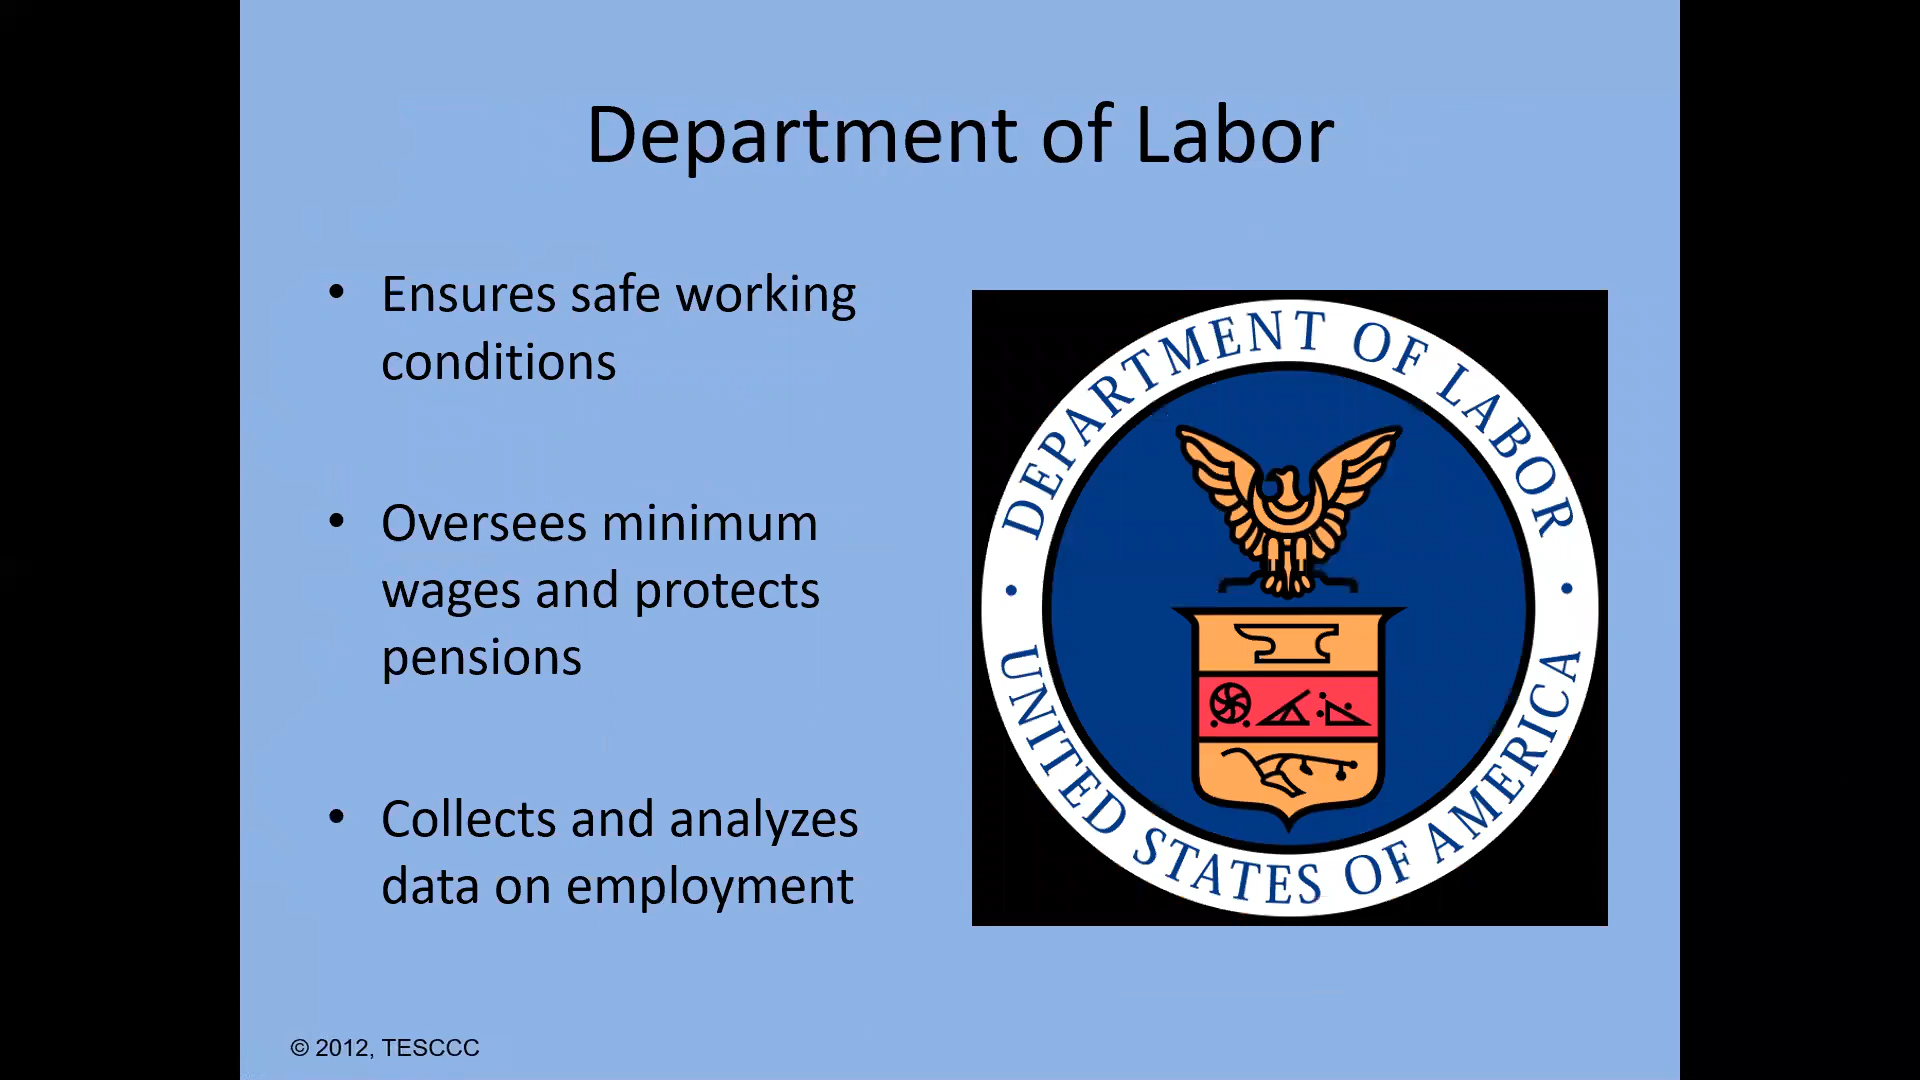 Department of Labor
• Ensures safe working
conditions
• Oversees minimum
wages and protects
pensions
• Collects and analyzes
data on employment
DEPARTMENT OF LABOR
• UNITED STATES OF AMERICA •
© 2012, TESCCC